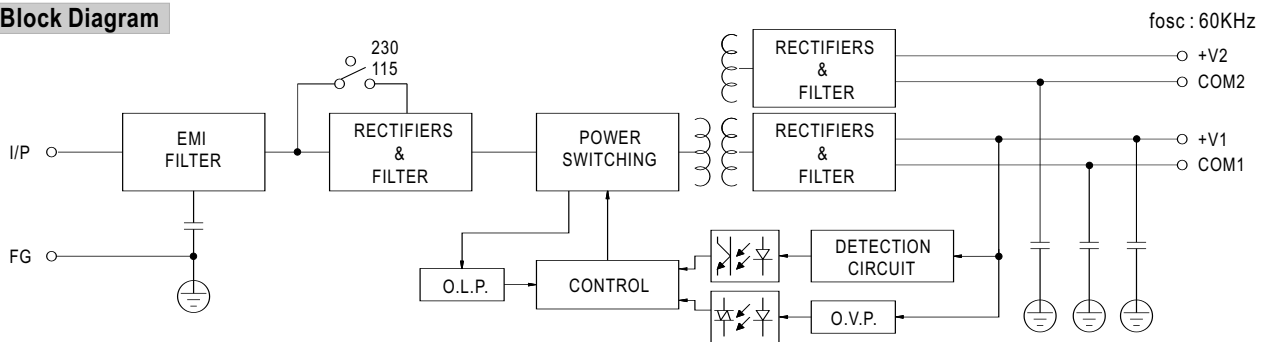 Block Diagram
fosc : 60KHz
230
115
I/P
EMI
FILTER
RECTIFIERS
&
FILTER
POWER
SWITCHING
RECTIFIERS
&
FILTER
+V2
COM2
RECTIFIERS
&
FILTER
+V1
COM1
FG
O.L.P.
CONTROL
DETECTION
CIRCUIT
O.V.P.